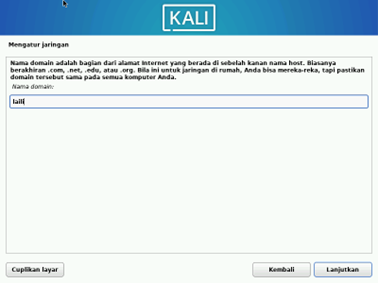 KALI
Mengatur jaringan
Nama domain adalah bagian dari alamat Internet yang berada di sebelah kanan nama host. Biasanya
berakhiran .com, .net, .edu, atau .org. Bila ini untuk jaringan di rumah, Anda bisa mereka-reka, tapi pastikan
domain tersebut sama pada semua komputer Anda.
Nama domain:
laili
Cuplikan layar
Kembali
Lanjutkan